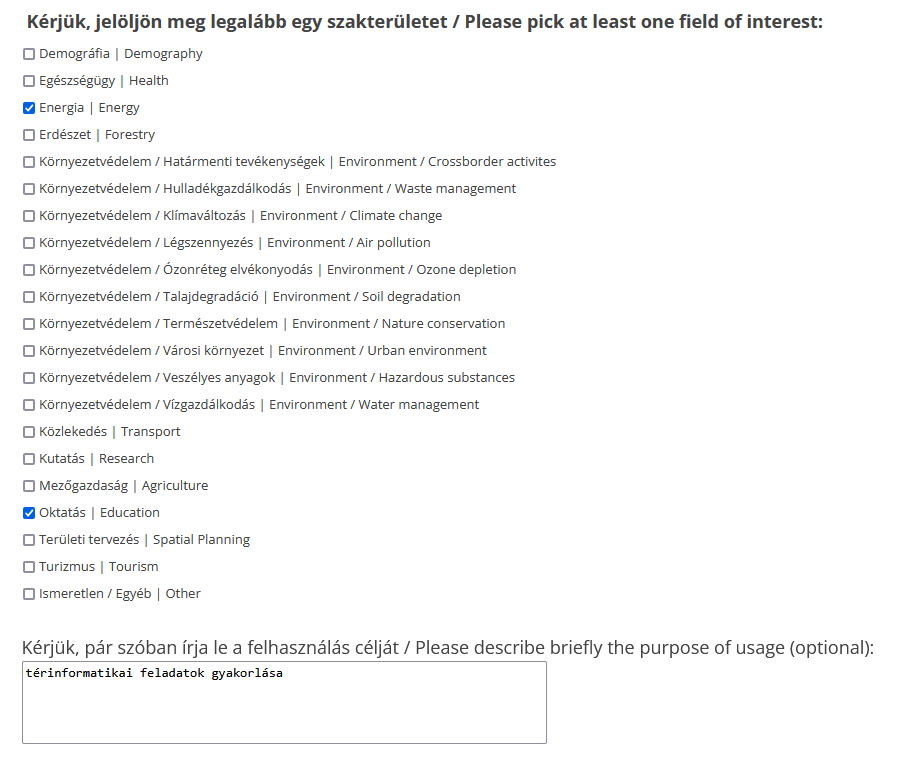 Kérjük, jelöljön meg legalább egy szakterületet / Please pick at least one field of interest:
Demográfia | Demography
Egészségügy | Health
Energia | Energy
Erdészet | Forestry
Környezetvédelem / Határmenti tevékenységek | Environment / Crossborder activites
Környezetvédelem / Hulladékgazdálkodás | Environment / Waste management
Környezetvédelem / Klímaváltozás | Environment / Climate change
Környezetvédelem / Légszennyezés | Environment / Air pollution
Környezetvédelem / Ózonréteg elvékonyodás | Environment / Ozone depletion
Környezetvédelem / Talajdegradáció | Environment / Soil degradation
Környezetvédelem / Természetvédelem | Environment / Nature conservation
Környezetvédelem / Városi környezet | Environment / Urban environment
Környezetvédelem / Veszélyes anyagok | Environment / Hazardous substances
Környezetvédelem / Vízgazdálkodás | Environment / Water management
Közlekedés | Transport
Kutatás | Research
Mezőgazdaság | Agriculture
Oktatás | Education
Területi tervezés | Spatial Planning
Turizmus | Tourism
Ismeretlen / Egyéb | Other
Kérjük, pár szóban írja le a felhasználás célját / Please describe briefly the purpose of usage (optional):
térinformatikai feladatok gyakorlása